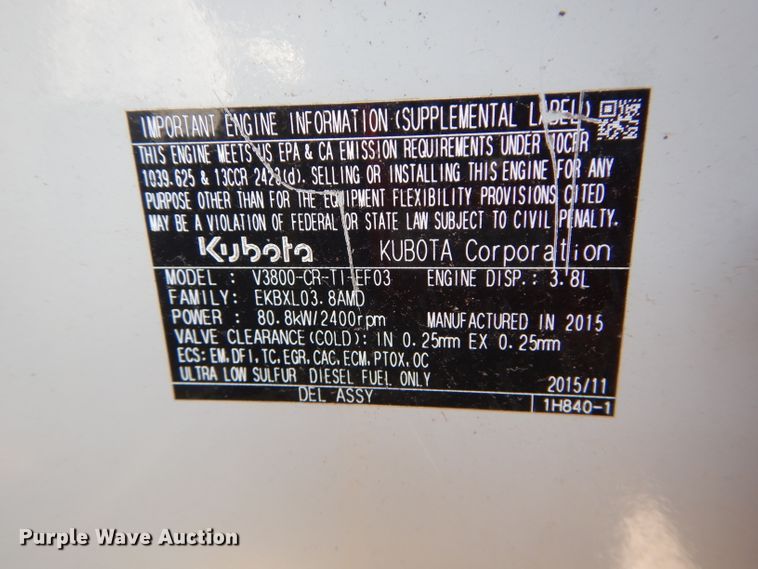 IMPORTANT ENGINE INFORMATION (SUPPLEMENTAL LABEL)
THIS ENGINE MEETS US EPA & CA EMISSION REQUIREMENTS UNDER 40CFR
1039.625 & 13CCR 2423(d). SELLING OR INSTALLING THIS ENGINE FOR ANY
PURPOSE OTHER THAN FOR THE EQUIPMENT FLEXIBILITY PROVISIONS CITED
MAY BE A VIOLATION OF FEDERAL OR STATE LAW SUBJECT TO CIVIL PENALTY.
Kubota KUBOTA Corporation
MODEL : V3800-CR-TI-EF03 ENGINE DISP.: 3.8L
FAMILY: EKBXL03.8AMD
POWER : 80.8kW/2400rpm MANUFACTURED IN 2015
VALVE CLEARANCE(COLD): IN 0.25mm EX 0.25mm
ECS: EM, DFI, TC, EGR, CAC, ECM, PTOX, OC
ULTRA LOW SULFUR DIESEL FUEL ONLY 2015/11
DEL ASSY 1H840-1
Purple Wave Auction